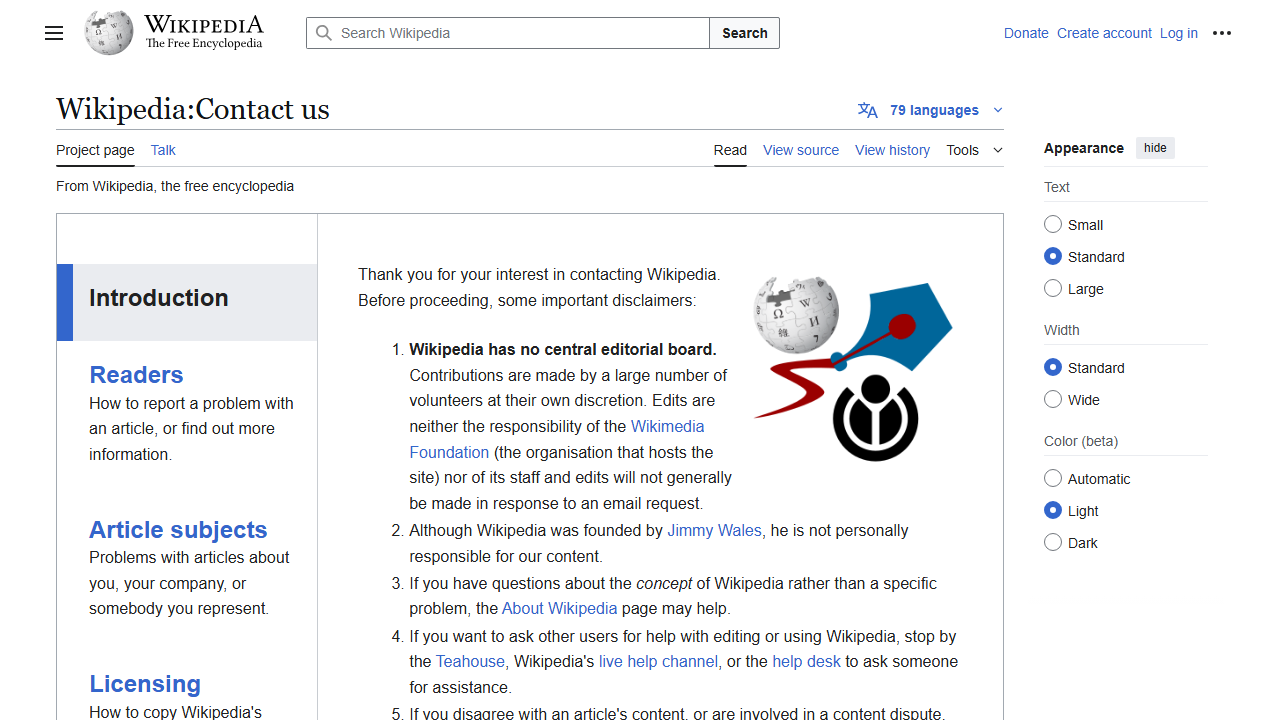 WIKIPEDIA
The Free Encyclopedia
Search Wikipedia
Search
Donate Create account Log in
Wikipedia:Contact us
79 languages
Project page Talk
Read View source View history Tools
From Wikipedia, the free encyclopedia
Introduction
Readers
How to report a problem with
an article, or find out more
information.
Article subjects
Problems with articles about
you, your company, or
somebody you represent.
Licensing
How to copy Wikipedia's
Thank you for your interest in contacting Wikipedia.
Before proceeding, some important disclaimers:
1. Wikipedia has no central editorial board.
Contributions are made by a large number of
volunteers at their own discretion. Edits are
neither the responsibility of the Wikimedia
Foundation (the organisation that hosts the
site) nor of its staff and edits will not generally
be made in response to an email request.
2. Although Wikipedia was founded by Jimmy Wales, he is not personally
responsible for our content.
3. If you have questions about the concept of Wikipedia rather than a specific
problem, the About Wikipedia page may help.
4. If you want to ask other users for help with editing or using Wikipedia, stop by
the Teahouse, Wikipedia's live help channel, or the help desk to ask someone
for assistance.
5. If you disagree with an article's content, or are involved in a content dispute,
Appearance hide
Text
Small
Standard
Large
Width
Standard
Wide
Color (beta)
Automatic
Light
Dark